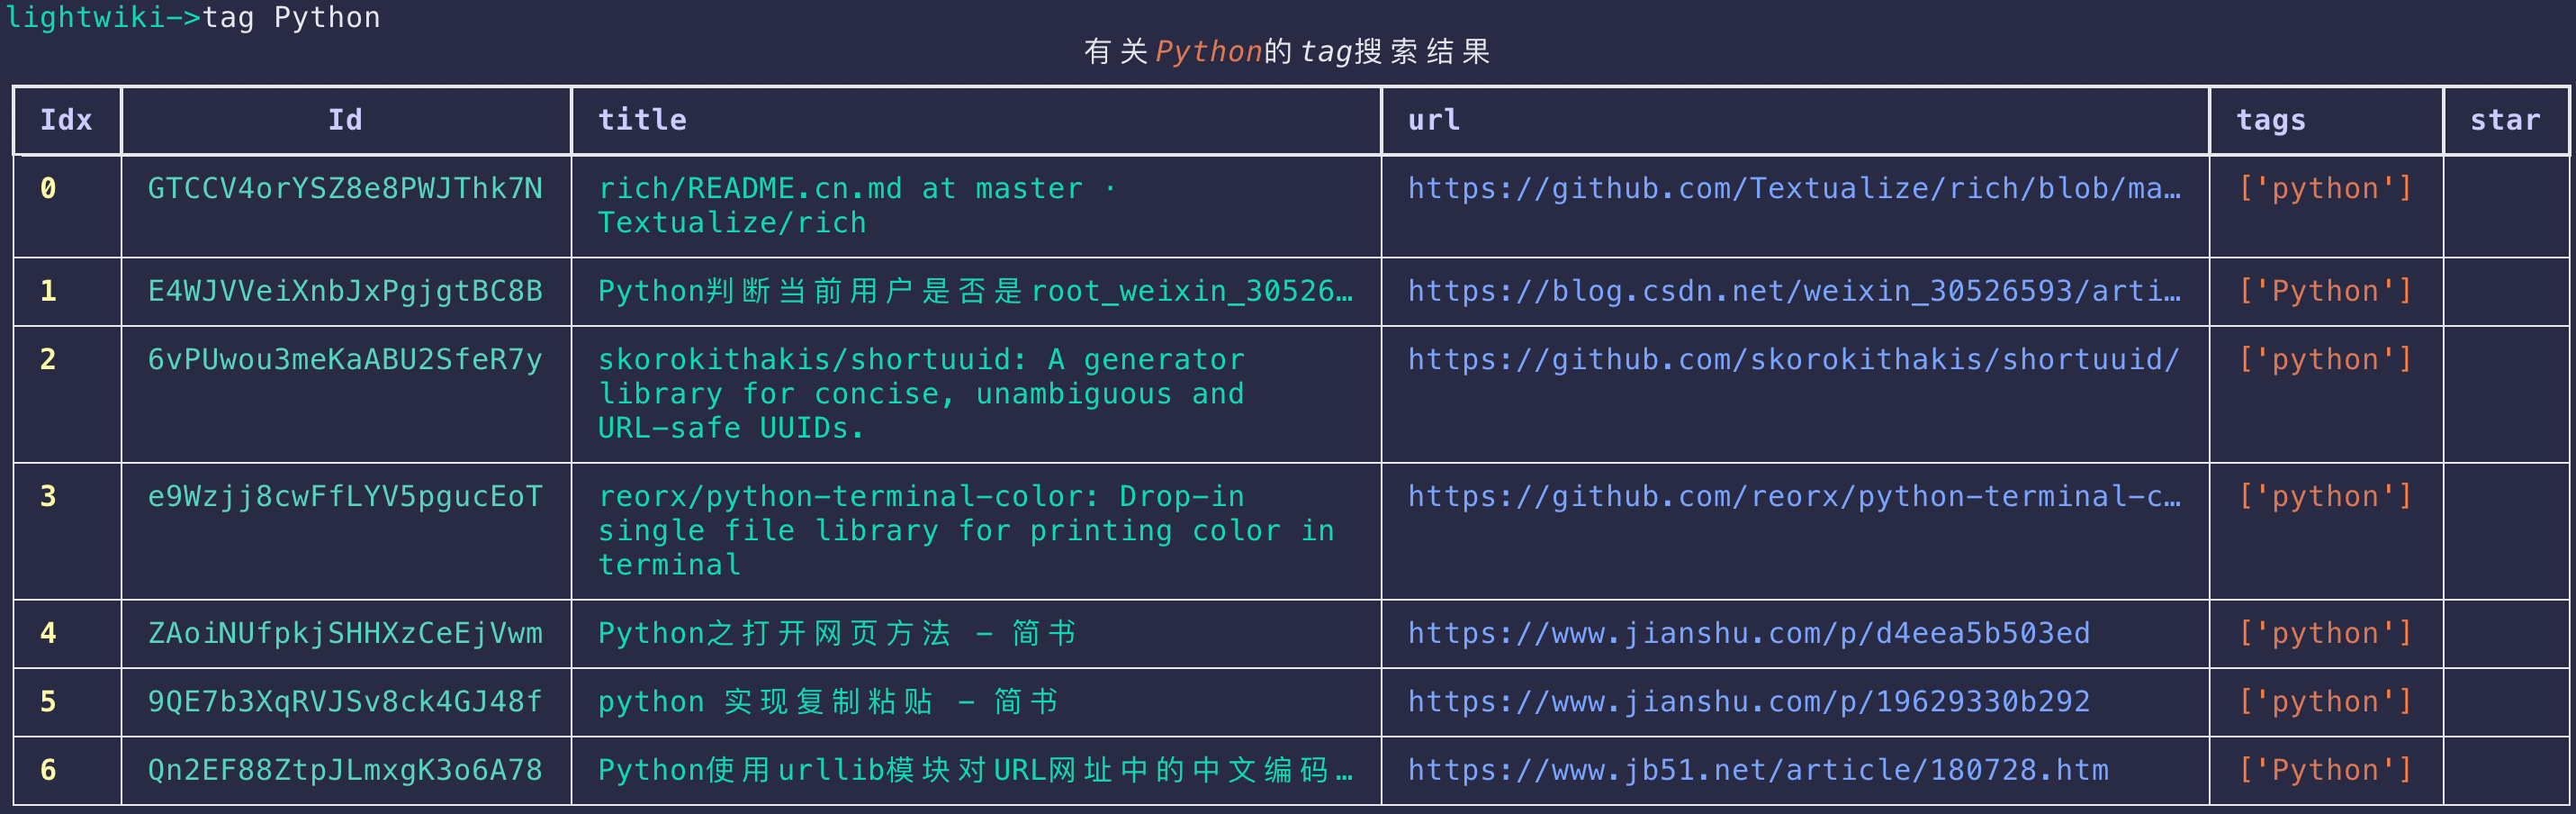 lightwiki->tag Python
有关Python的tag搜索结果
Idx Id title url tags star
0 GTCCV4orYSZ8e8PWJThk7N rich/README.cn.md at master · https://github.com/Textualize/rich/blob/ma… ['python']
Textualize/rich
1 E4WJVVeiXnbJxPgjgtBC8B Python判断当前用户是否是root_weixin_30526… https://blog.csdn.net/weixin_30526593/arti… ['Python']
2 6vPUwou3meKaABU2SfeR7y skorokithakis/shortuuid: A generator https://github.com/skorokithakis/shortuuid/ ['python']
library for concise, unambiguous and
URL-safe UUIDs.
3 e9Wzjj8cwFfLYV5pgucEoT reorx/python-terminal-color: Drop-in https://github.com/reorx/python-terminal-c… ['python']
single file library for printing color in
terminal
4 ZAoiNUfpkjSHHXzCeEjVwm Python之打开网页方法 - 简书 https://www.jianshu.com/p/d4eea5b503ed ['python']
5 9QE7b3XqRVJSv8ck4GJ48f python 实现复制粘贴 - 简书 https://www.jianshu.com/p/19629330b292 ['python']
6 Qn2EF88ZtpJLmxgK3o6A78 Python使用urllib模块对URL网址中的中文编码… https://www.jb51.net/article/180728.htm ['Python']